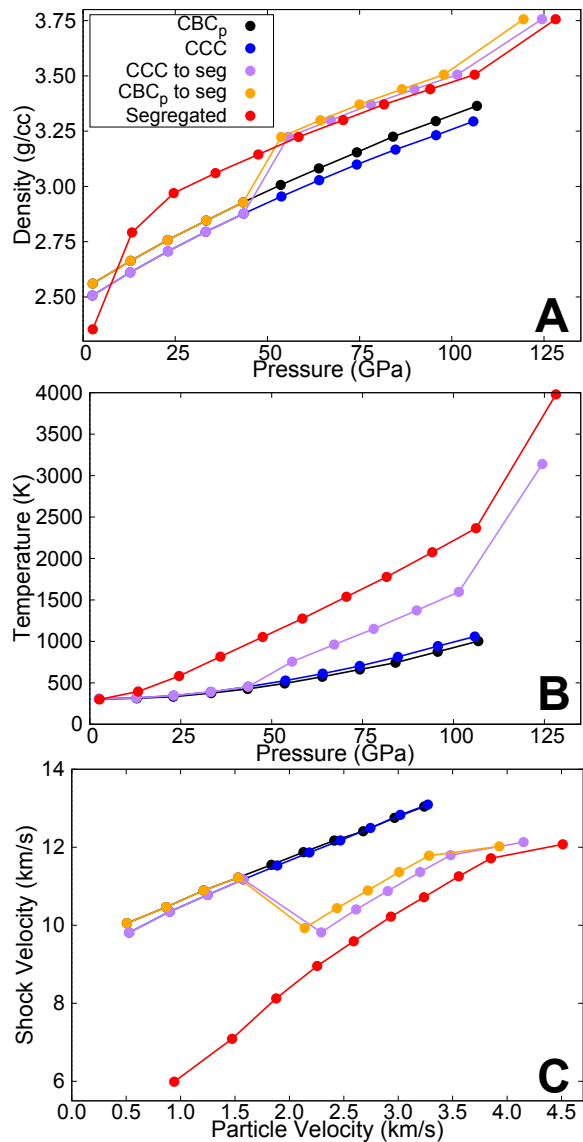 3.75
3.50
3.25
3.00
2.75
2.50
Density (g/cc)
CBCp
CCC
CCC to seg
CBCp to seg
Segregated
A
0 25 50 75 100 125
Pressure (GPa)
4000
3500
3000
2500
2000
1500
1000
500
0
Temperature (K)
B
0 25 50 75 100 125
Pressure (GPa)
14
12
10
8
6
Shock Velocity (km/s)
C
0.0 0.5 1.0 1.5 2.0 2.5 3.0 3.5 4.0 4.5
Particle Velocity (km/s)